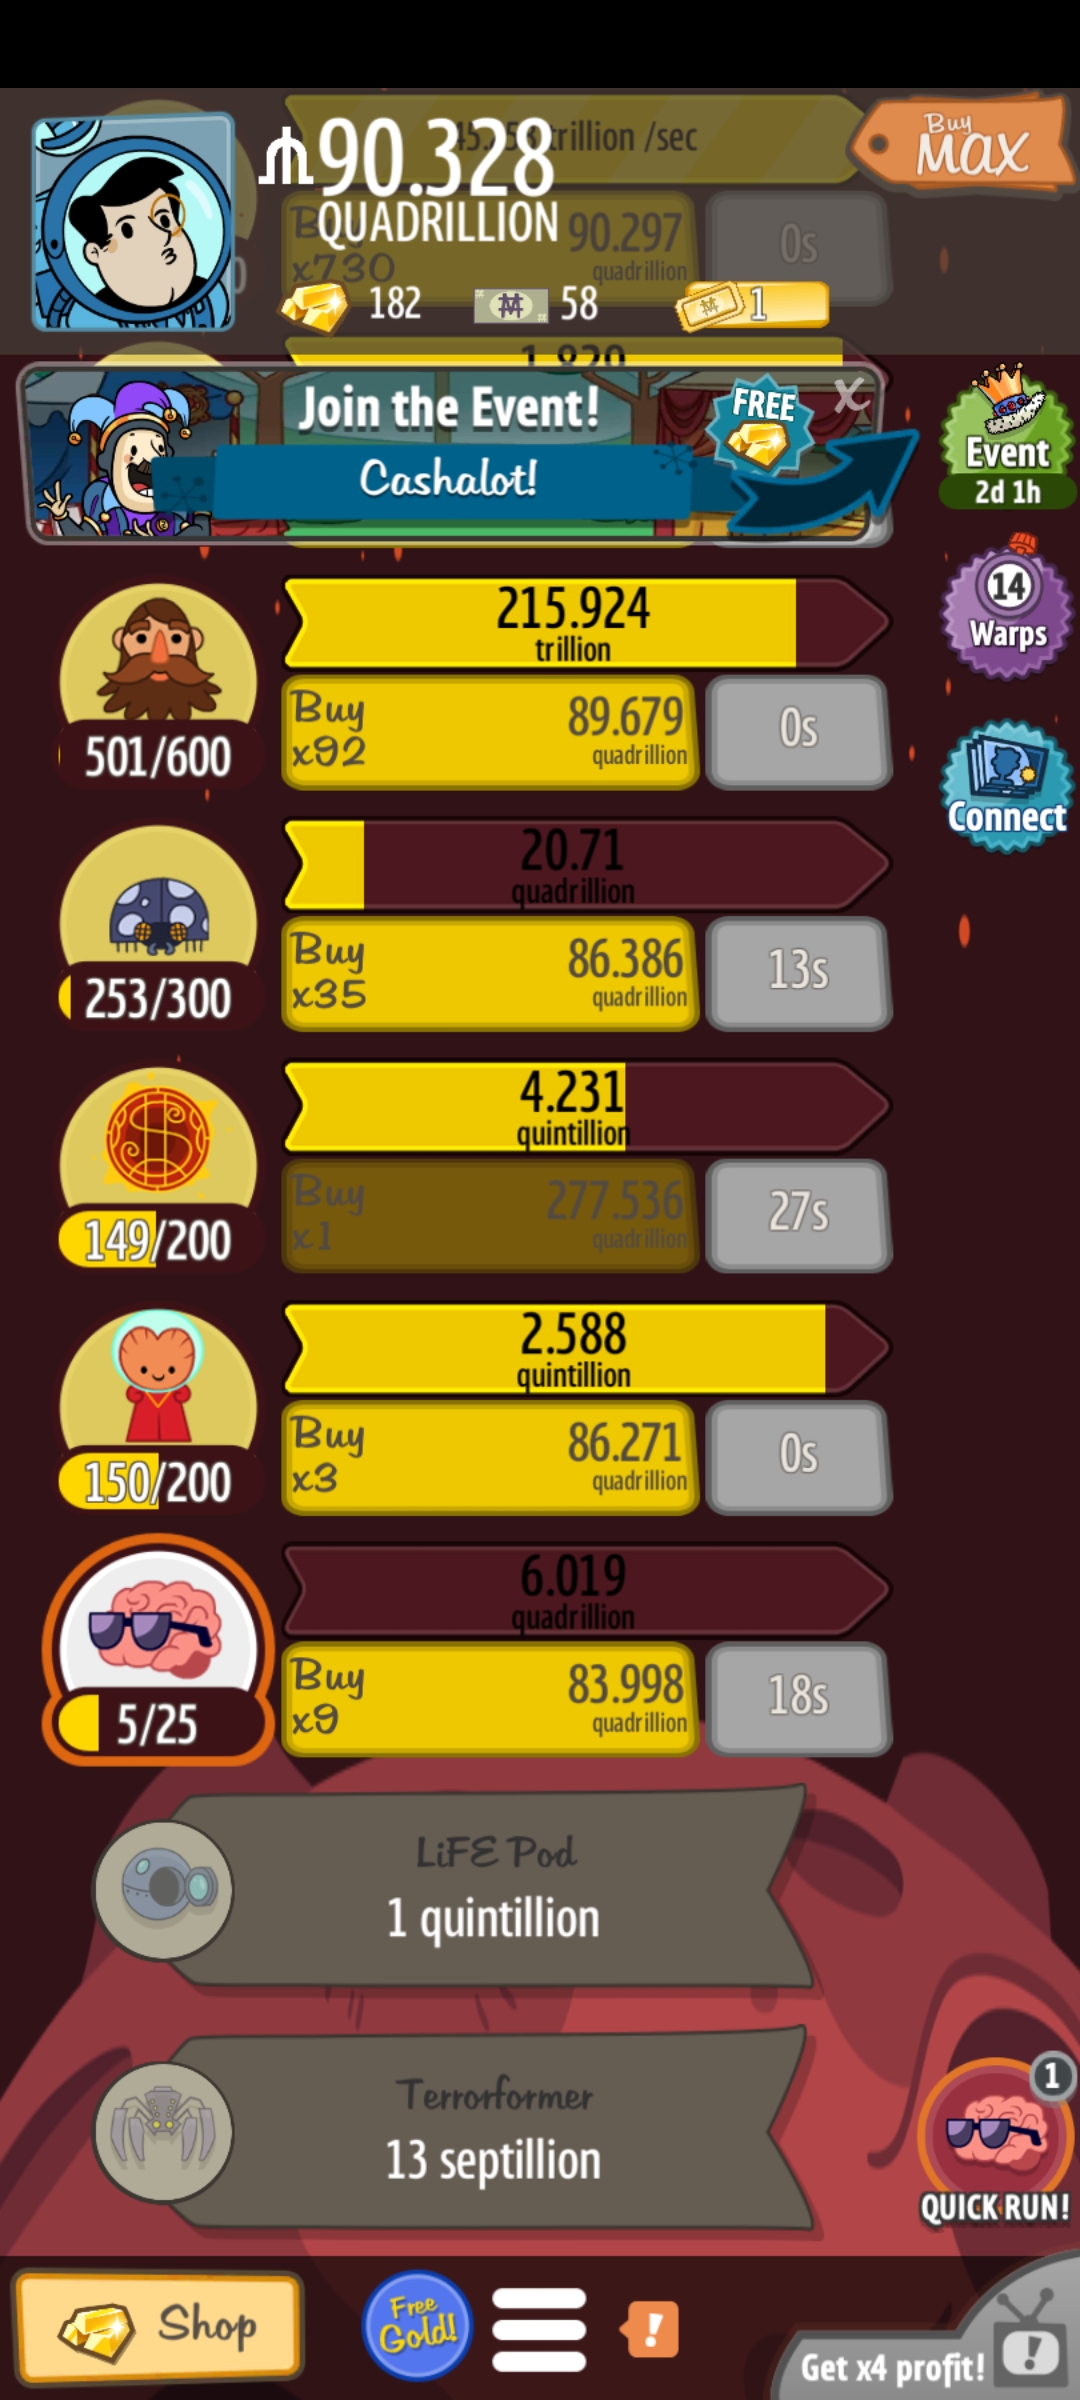 90.328
QUADRILLION
trillion /sec
Buy
MAX
90.297
quadrillion
x730
0s
182
58
1
1.820
Join the Event!
Cashalot!
FREE
X
Event
2d 1h
14
Warps
Connect
215.924
trillion
501/600
Buy
x92
89.679
quadrillion
0s
20.71
quadrillion
253/300
Buy
x35
86.386
quadrillion
13s
4.231
quintillion
149/200
Buy
x1
277.536
quadrillion
27s
2.588
quintillion
150/200
Buy
x3
86.271
quadrillion
0s
6.019
quadrillion
5/25
Buy
x9
83.998
quadrillion
18s
LiFE Pod
1 quintillion
Terrorformer
13 septillion
1
QUICK RUN!
Shop
Free
Gold!
!
Get x4 profit!
!